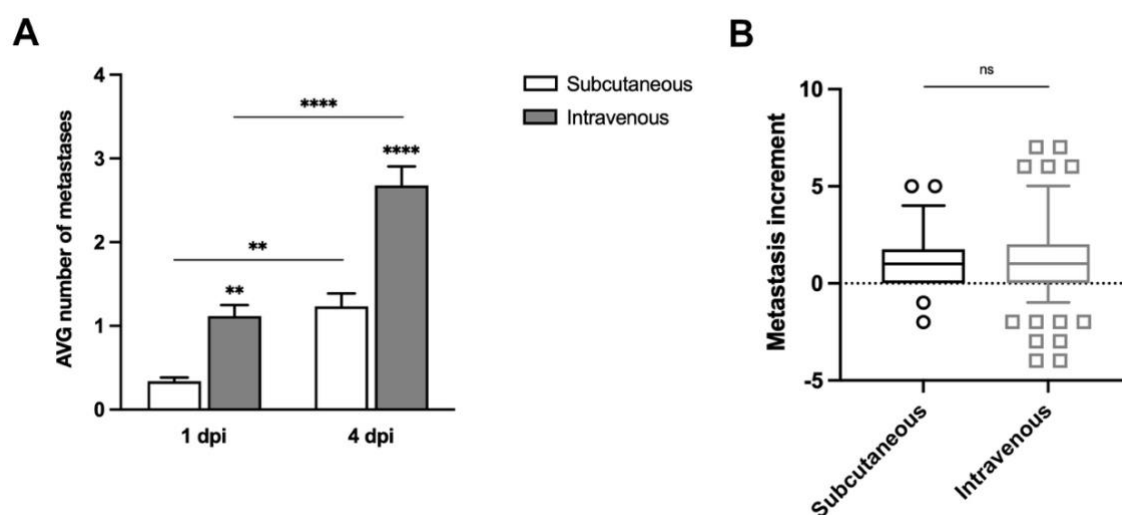 A
AVG number of metastases
4
3
2
1
0
****
****
**
**
1 dpi
4 dpi
Subcutaneous
Intravenous
B
ns
Metastasis increment
10
5
0
-5
Subcutaneous
Intravenous